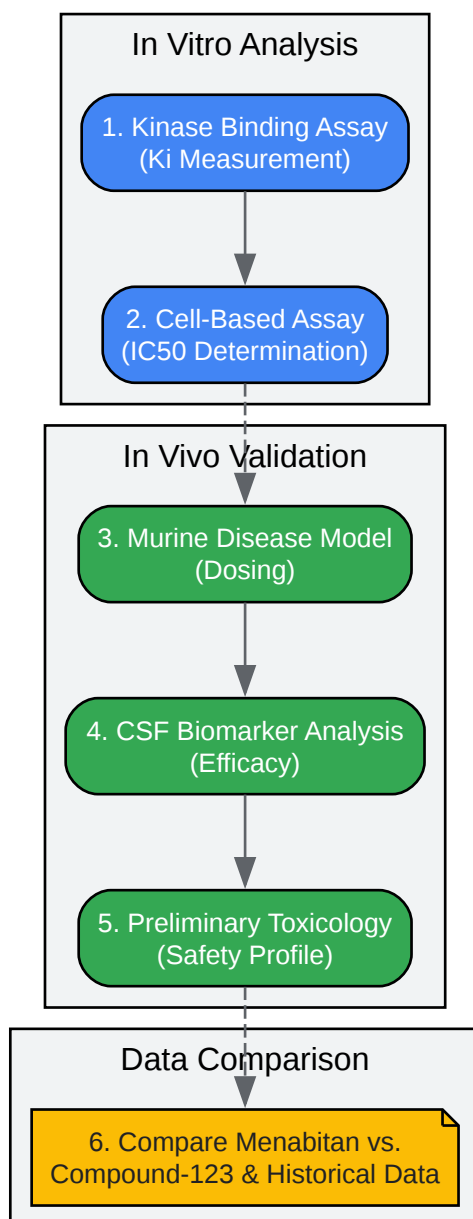 In Vitro Analysis
1. Kinase Binding Assay
(Ki Measurement)
2. Cell-Based Assay
(IC50 Determination)
In Vivo Validation
3. Murine Disease Model
(Dosing)
4. CSF Biomarker Analysis
(Efficacy)
5. Preliminary Toxicology
(Safety Profile)
Data Comparison
6. Compare Menabitan vs.
Compound-123 & Historical Data